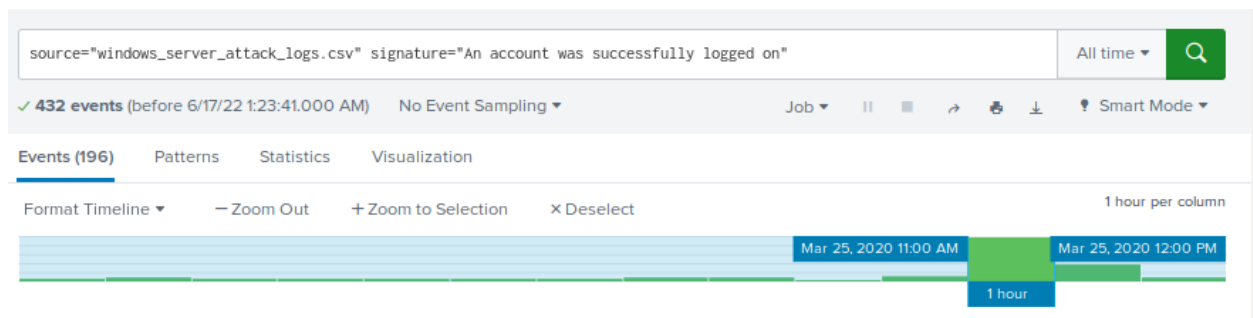 source="windows_server_attack_logs.csv" signature="An account was successfully logged on"
All time
432 events (before 6/17/22 1:23:41.000 AM) No Event Sampling Job Smart Mode
Events (196) Patterns Statistics Visualization
Format Timeline — Zoom Out + Zoom to Selection × Deselect 1 hour per column
Mar 25, 2020 11:00 AM Mar 25, 2020 12:00 PM
1 hour